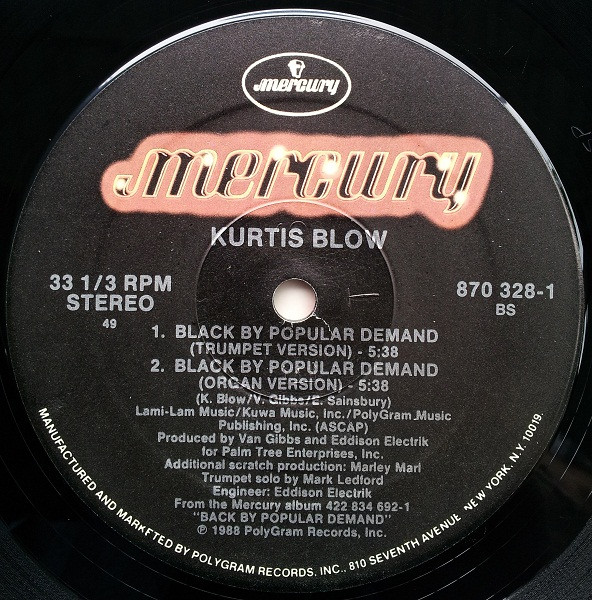 mercury
mercury
KURTIS BLOW
33 1/3 RPM
STEREO
49
870 328-1
BS
1. BLACK BY POPULAR DEMAND
(TRUMPET VERSION) - 5:38
2. BLACK BY POPULAR DEMAND
(ORGAN VERSION) - 5:38
(K. Blow/V. Gibbs/E. Sainsbury)
Lami-Lam Music/Kuwa Music, Inc./PolyGram Music
Publishing, Inc. (ASCAP)
Produced by Van Gibbs and Eddison Electrik
for Palm Tree Enterprises, Inc.
Additional scratch production: Marley Marl
Trumpet solo by Mark Ledford
Engineer: Eddison Electrik
From the Mercury album 422 834 692-1
"BACK BY POPULAR DEMAND"
℗ 1988 PolyGram Records, Inc.
MANUFACTURED AND MARKETED BY POLYGRAM RECORDS, INC., 810 SEVENTH AVENUE, NEW YORK, N.Y. 10019.